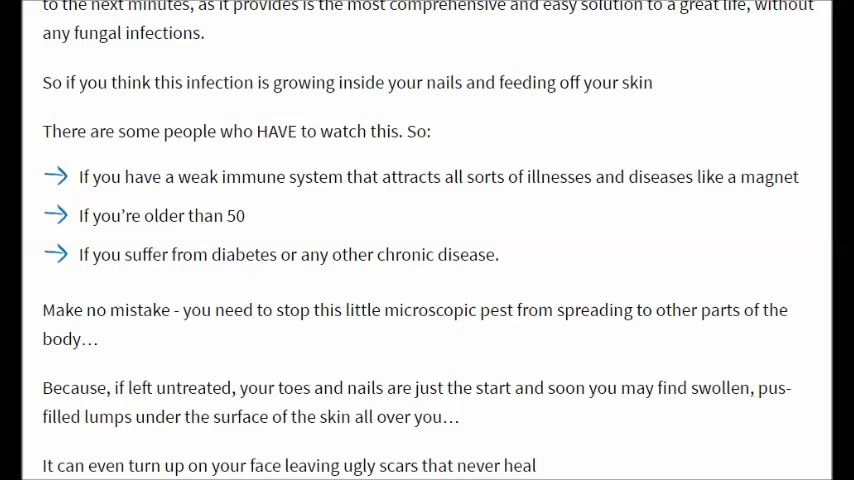 to the next minutes, as it provides is the most comprehensive and easy solution to a great life, without
any fungal infections.
So if you think this infection is growing inside your nails and feeding off your skin
There are some people who HAVE to watch this. So:
If you have a weak immune system that attracts all sorts of illnesses and diseases like a magnet
If you’re older than 50
If you suffer from diabetes or any other chronic disease.
Make no mistake - you need to stop this little microscopic pest from spreading to other parts of the
body…
Because, if left untreated, your toes and nails are just the start and soon you may find swollen, pus-
filled lumps under the surface of the skin all over you…
It can even turn up on your face leaving ugly scars that never heal